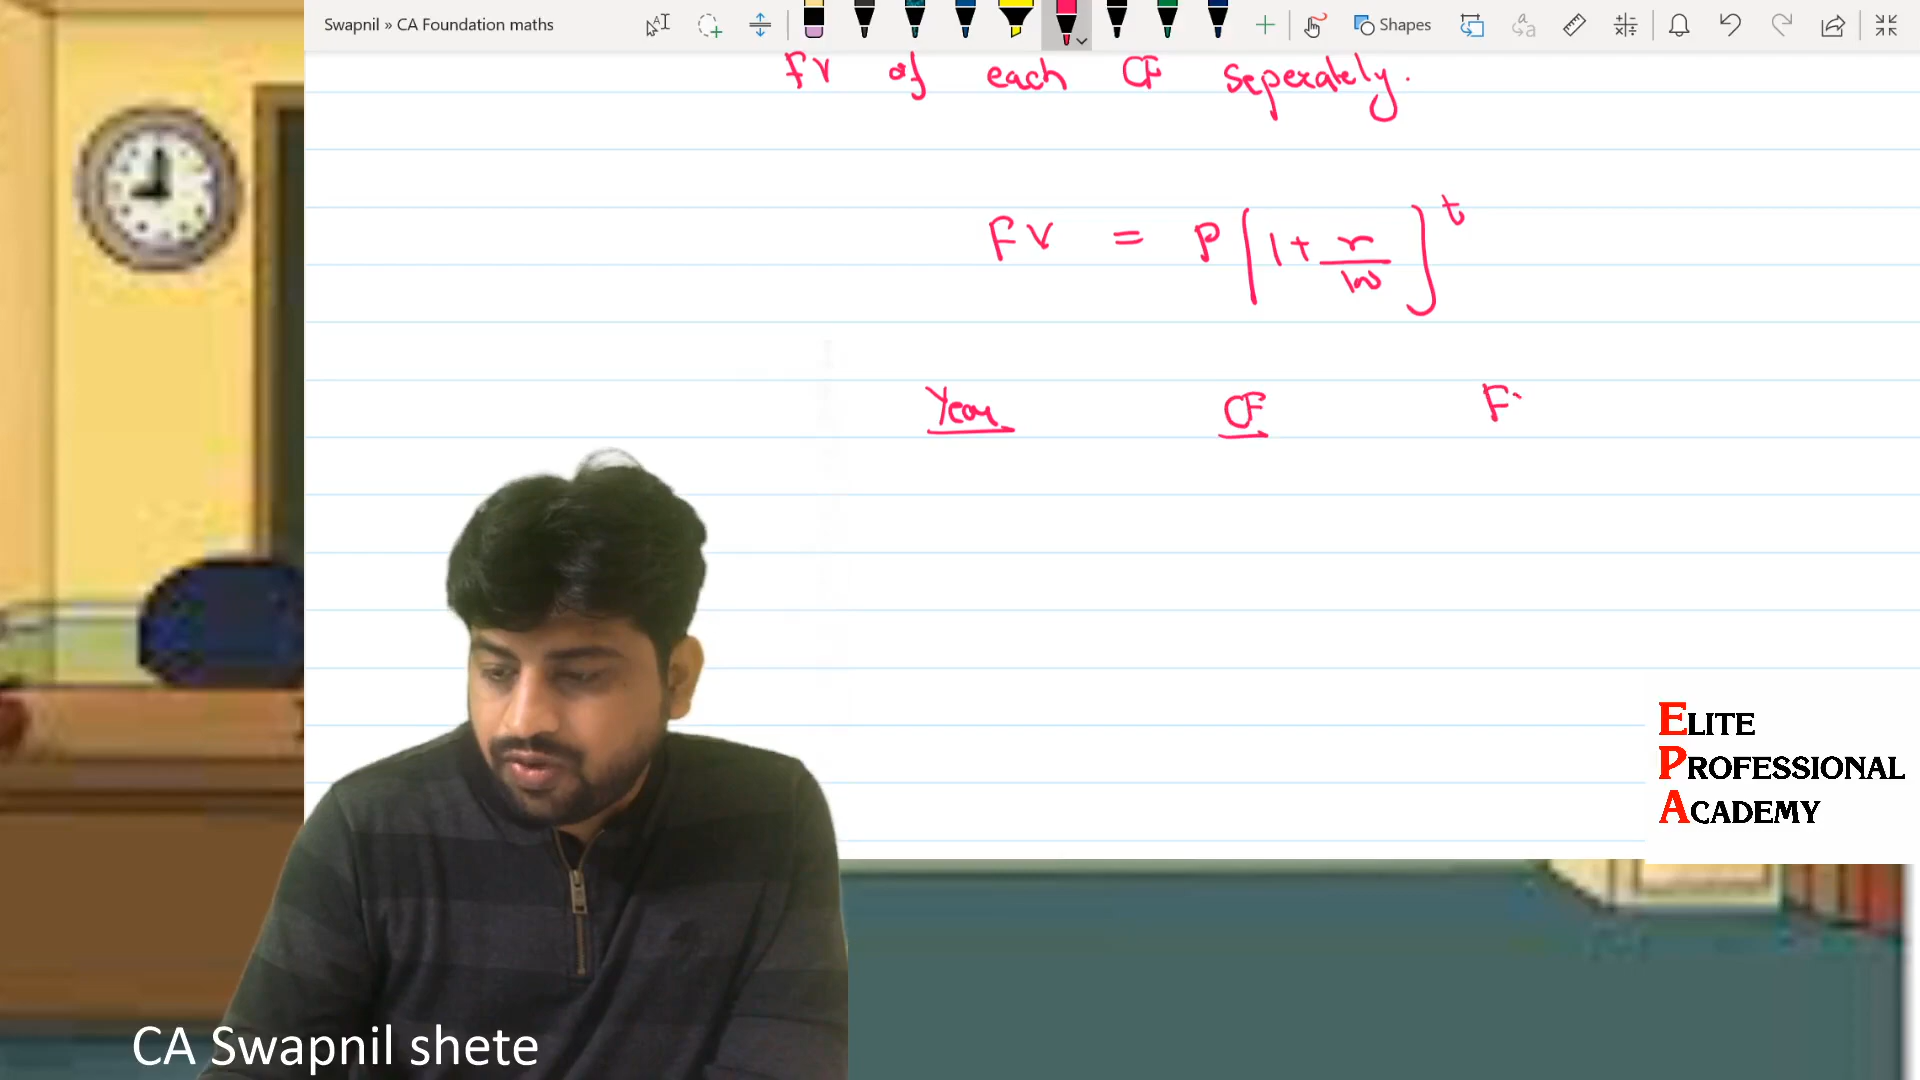 Swapnil » CA Foundation maths
Shapes
FV of each CF seperately.
FV = P[1 + r/100]^t
Year CF F
ELITE
PROFESSIONAL
ACADEMY
CA Swapnil shete